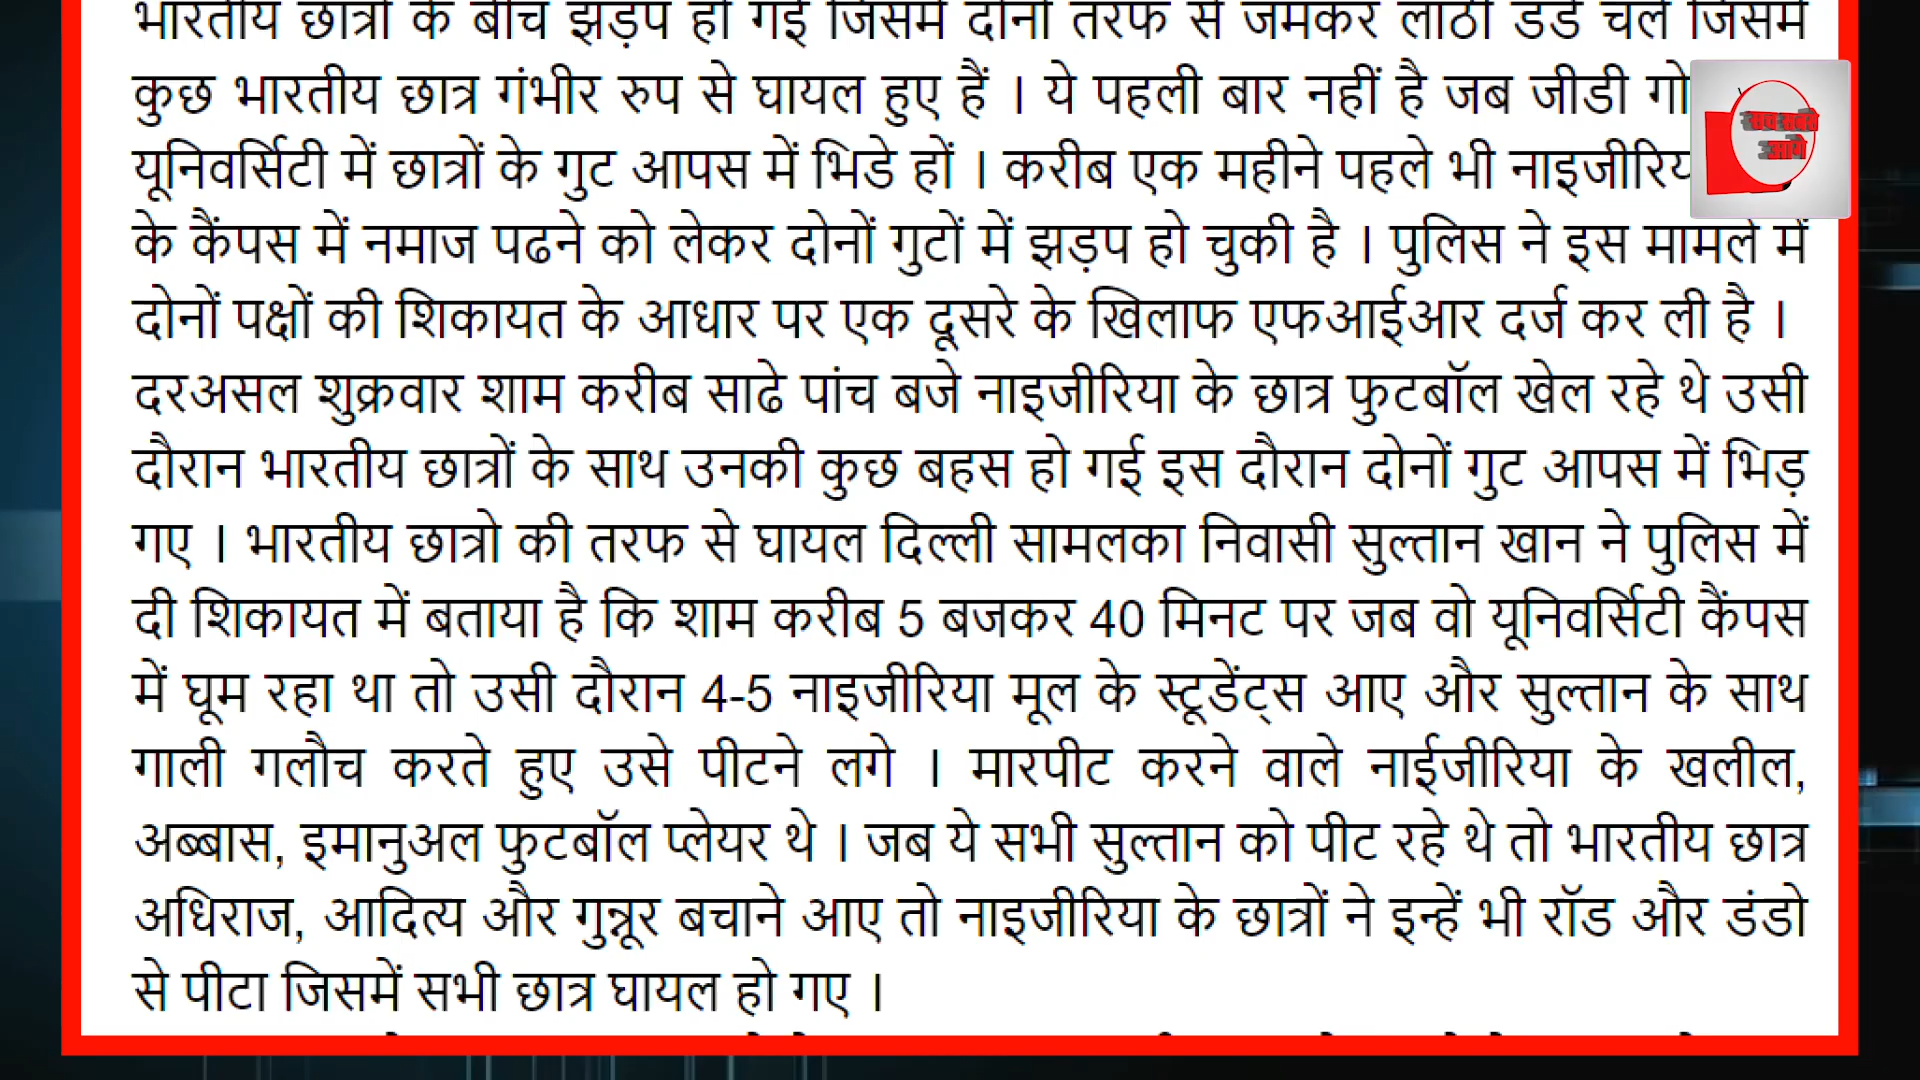 भारतीय छात्रों के बीच झड़प हो गई जिसमें दोनों तरफ से जमकर लाठी डंडे चले जिसमें
कुछ भारतीय छात्र गंभीर रुप से घायल हुए हैं । ये पहली बार नहीं है जब जीडी गो
यूनिवर्सिटी में छात्रों के गुट आपस में भिडे हों । करीब एक महीने पहले भी नाइजीरिय
के कैंपस में नमाज पढने को लेकर दोनों गुटों में झड़प हो चुकी है । पुलिस ने इस मामले में
दोनों पक्षों की शिकायत के आधार पर एक दूसरे के खिलाफ एफआईआर दर्ज कर ली है ।
दरअसल शुक्रवार शाम करीब साढे पांच बजे नाइजीरिया के छात्र फुटबॉल खेल रहे थे उसी
दौरान भारतीय छात्रों के साथ उनकी कुछ बहस हो गई इस दौरान दोनों गुट आपस में भिड़
गए । भारतीय छात्रो की तरफ से घायल दिल्ली सामलका निवासी सुल्तान खान ने पुलिस में
दी शिकायत में बताया है कि शाम करीब 5 बजकर 40 मिनट पर जब वो यूनिवर्सिटी कैंपस
में घूम रहा था तो उसी दौरान 4-5 नाइजीरिया मूल के स्टूडेंट्स आए और सुल्तान के साथ
गाली गलौच करते हुए उसे पीटने लगे । मारपीट करने वाले नाईजीरिया के खलील,
अब्बास, इमानुअल फुटबॉल प्लेयर थे । जब ये सभी सुल्तान को पीट रहे थे तो भारतीय छात्र
अधिराज, आदित्य और गुन्नूर बचाने आए तो नाइजीरिया के छात्रों ने इन्हें भी रॉड और डंडो
से पीटा जिसमें सभी छात्र घायल हो गए ।
सच सबसे
आगे